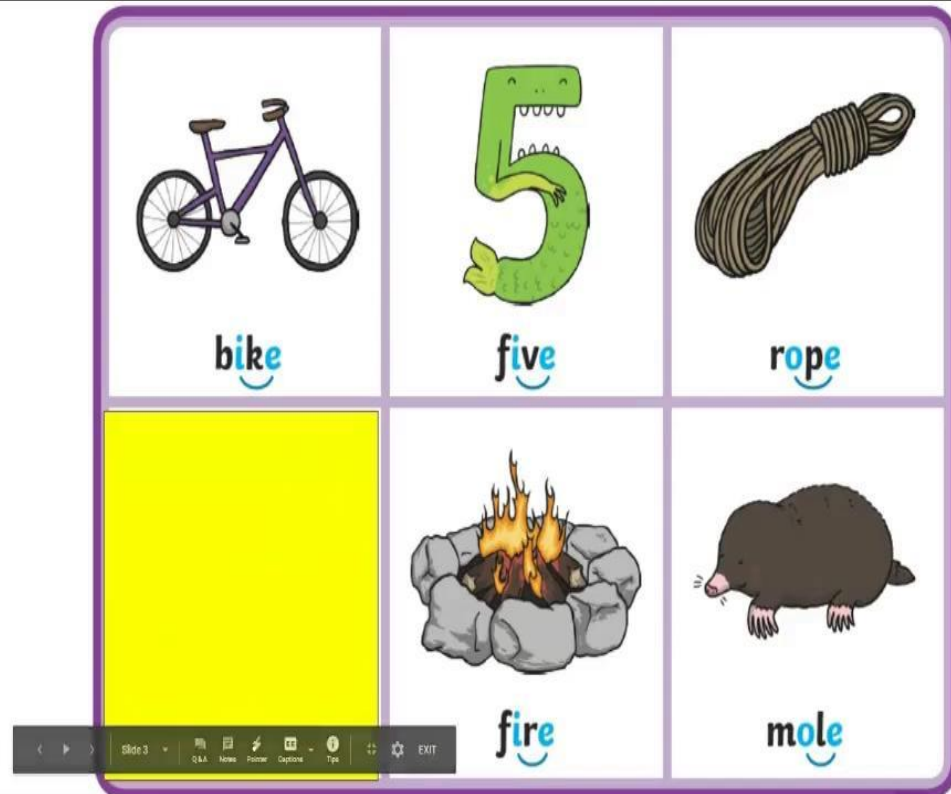 bike
five
rope
fire
mole
Slide 3
Q&A
Notes
Pointer
Captions
Tips
EXIT